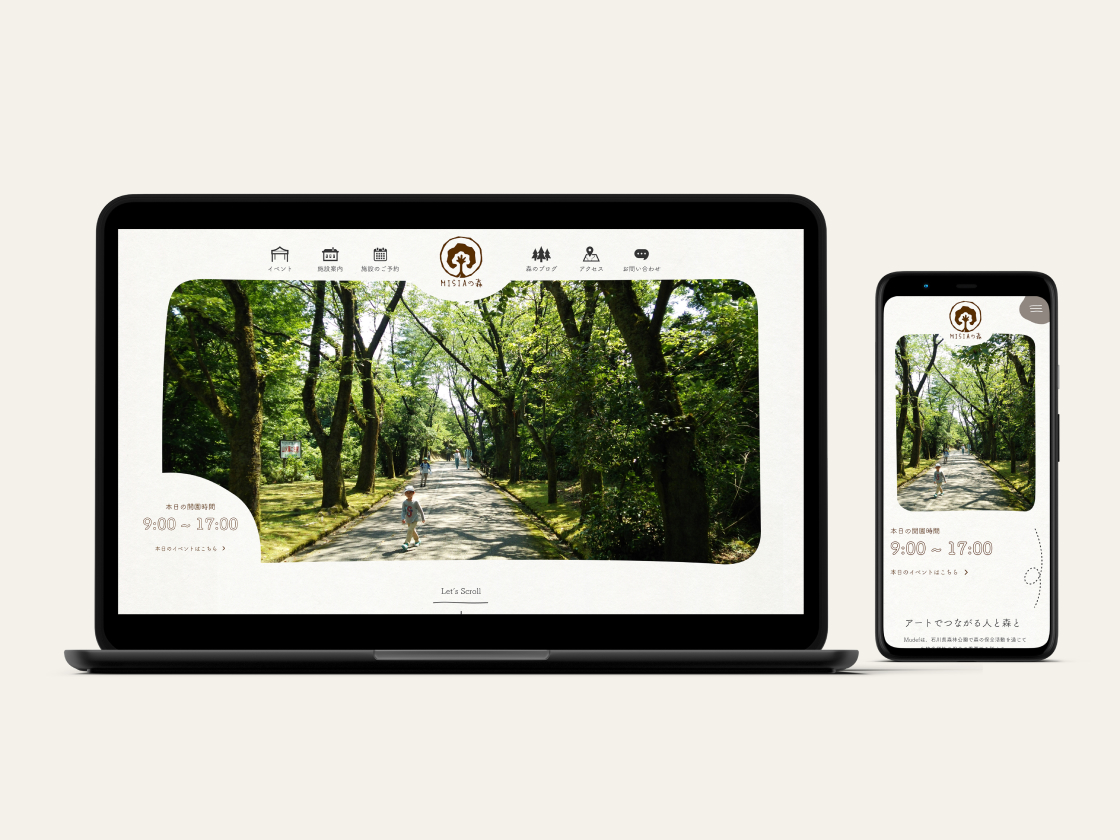 イベント
施設案内
施設のご予約
MISIAの森
森のブログ
アクセス
お問い合わせ
本日の開園時間
9:00 ~ 17:00
本日のイベントはこちら
Let's Scroll
MISIAの森
本日の開園時間
9:00 ~ 17:00
本日のイベントはこちら
アートでつながる人と森と
Mudefは、石川県森林公園で森の保全活動を通じて